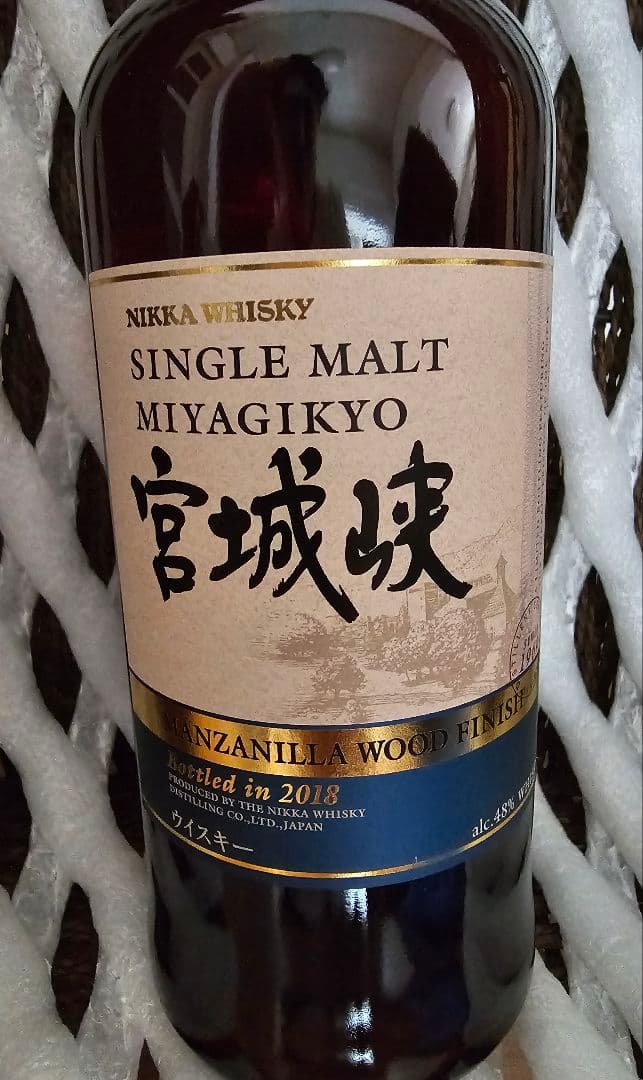 NIKKA WHISKY
SINGLE MALT
MIYAGIKYO
宮城峡
MANZANILLA WOOD FINISH
Bottled in 2018
PRODUCED BY THE NIKKA WHISKY
DISTILLING CO.,LTD.,JAPAN
ウイスキー
alc.48%